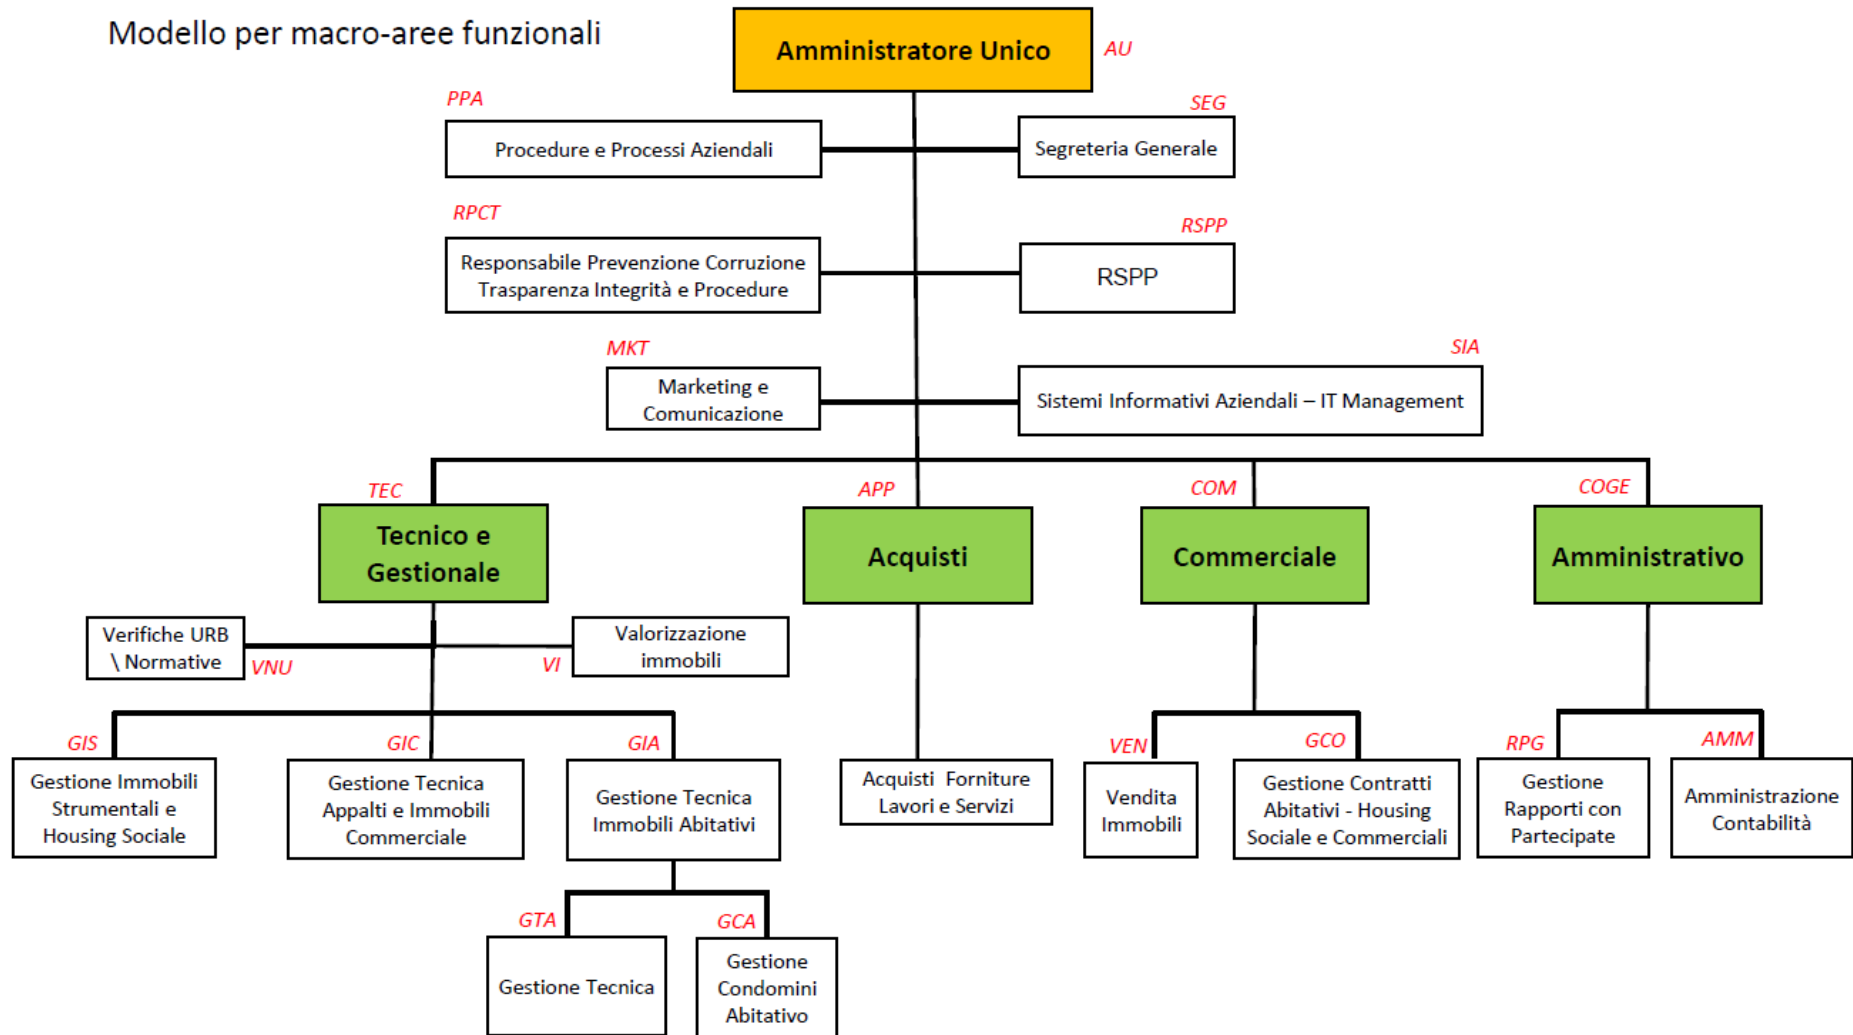 Modello per macro-aree funzionali
Amministratore Unico
AU
PPA
SEG
Procedure e Processi Aziendali
Segreteria Generale
RPCT
RSPP
Responsabile Prevenzione Corruzione
Trasparenza Integrità e Procedure
RSPP
MKT
SIA
Marketing e
Comunicazione
Sistemi Informativi Aziendali – IT Management
TEC
APP
COM
COGE
Tecnico e
Gestionale
Acquisti
Commerciale
Amministrativo
Verifiche URB
\ Normative
VNU
VI
Valorizzazione
immobili
GIS
GIC
GIA
VEN
GCO
RPG
AMM
Gestione Immobili
Strumentali e
Housing Sociale
Gestione Tecnica
Appalti e Immobili
Commerciale
Gestione Tecnica
Immobili Abitativi
Acquisti Forniture
Lavori e Servizi
Vendita
Immobili
Gestione Contratti
Abitativi - Housing
Sociale e Commerciali
Gestione
Rapporti con
Partecipate
Amministrazione
Contabilità
GTA
GCA
Gestione Tecnica
Gestione
Condomini
Abitativo